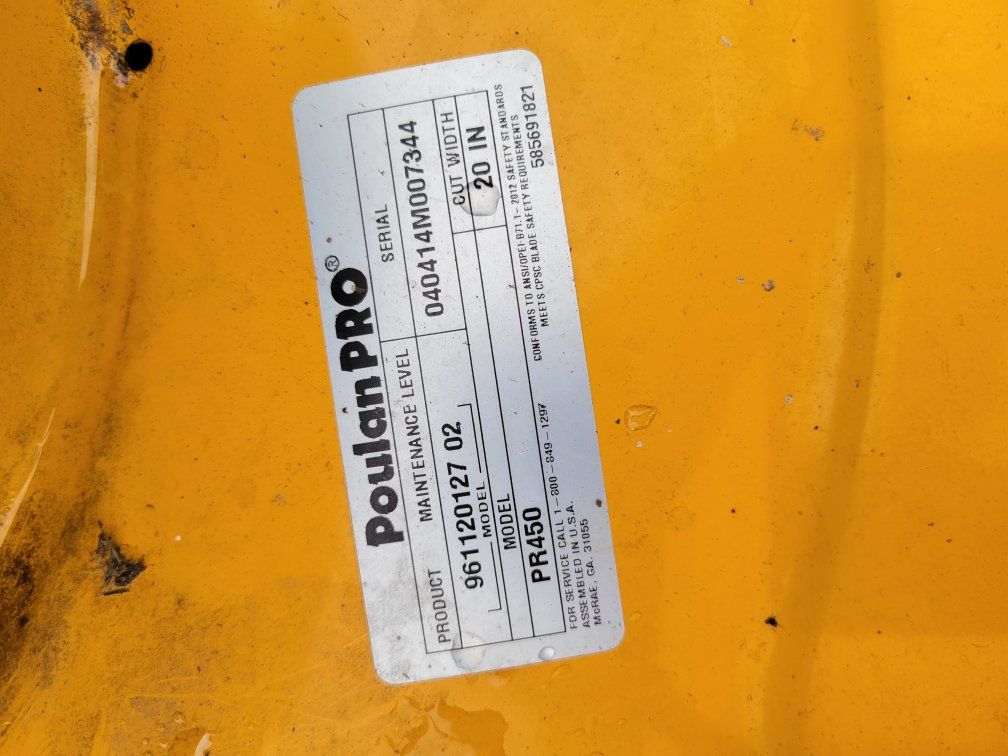 Poulan PRO®
PRODUCT MAINTENANCE LEVEL SERIAL
961120127 02 040414M007344
MODEL CUT WIDTH
MODEL 20 IN
PR450
FOR SERVICE CALL 1-800-849-1297 CONFORMS TO ANSI/OPEI B71.1-2012 SAFETY STANDARDS
ASSEMBLED IN U.S.A. MEETS CPSC BLADE SAFETY REQUIREMENTS
McRAE, GA. 31055 585691821